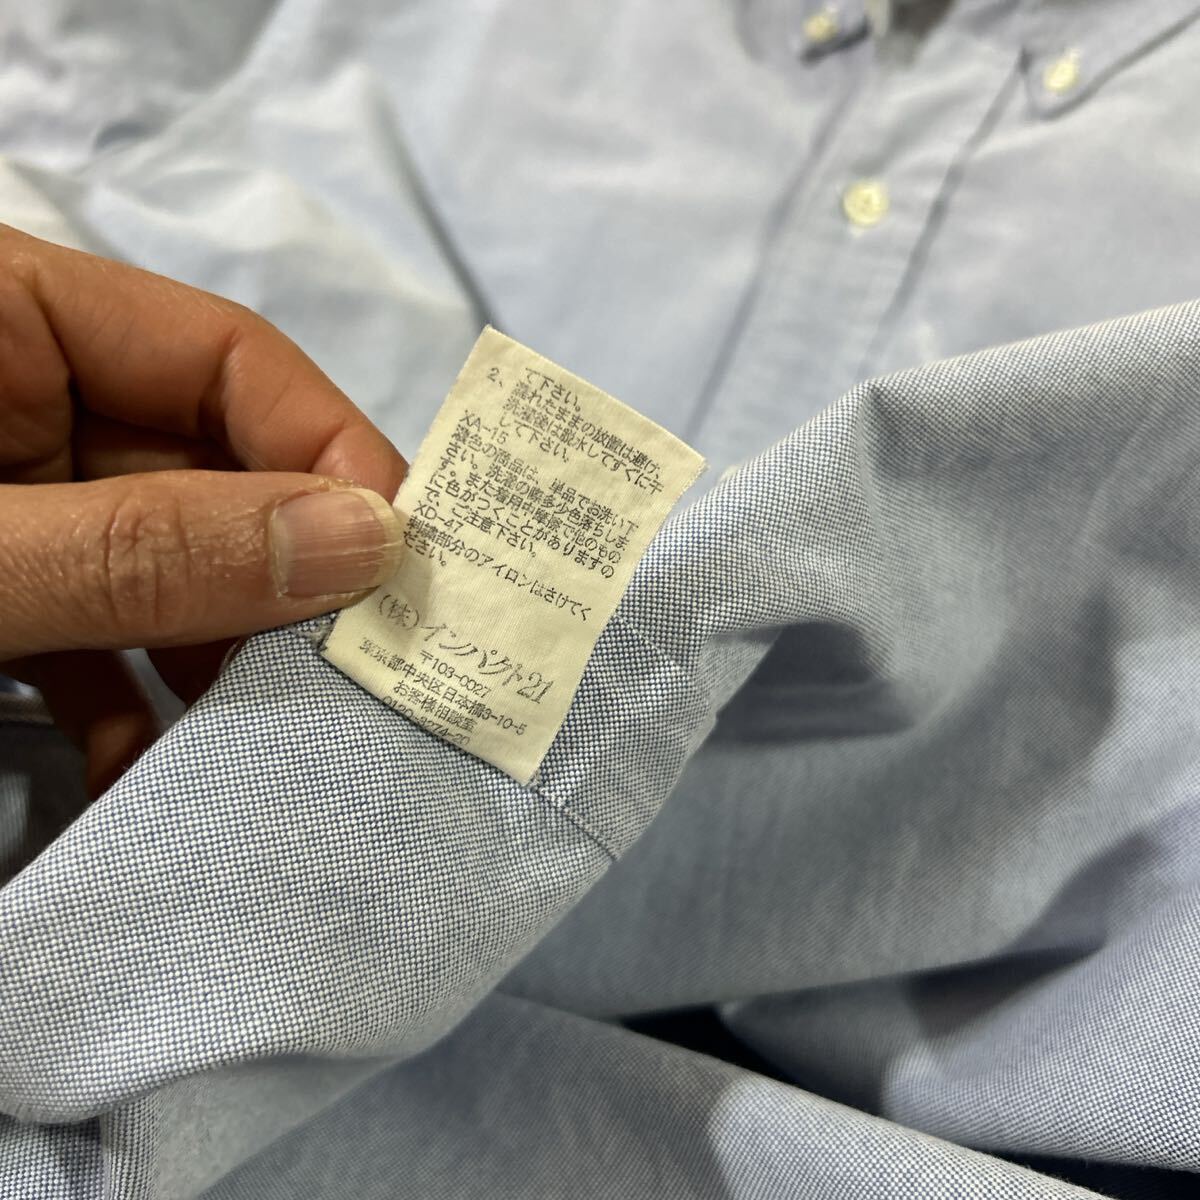 て下さい。
2、濡れたままの放置は避け、
洗濯後は脱水してすぐに干
して下さい。
XA-15
着色の商品は、単品でお洗い下
さい。洗濯の際多少色落ちしま
す。また着用中摩擦で他のもの
に色がつくことがありますの
で、ご注意下さい。
XD-47
刺繍部分のアイロンはさけてく
ださい。
(株)インパクト21
〒103-0027
東京都中央区日本橋3-10-5
お客様相談室